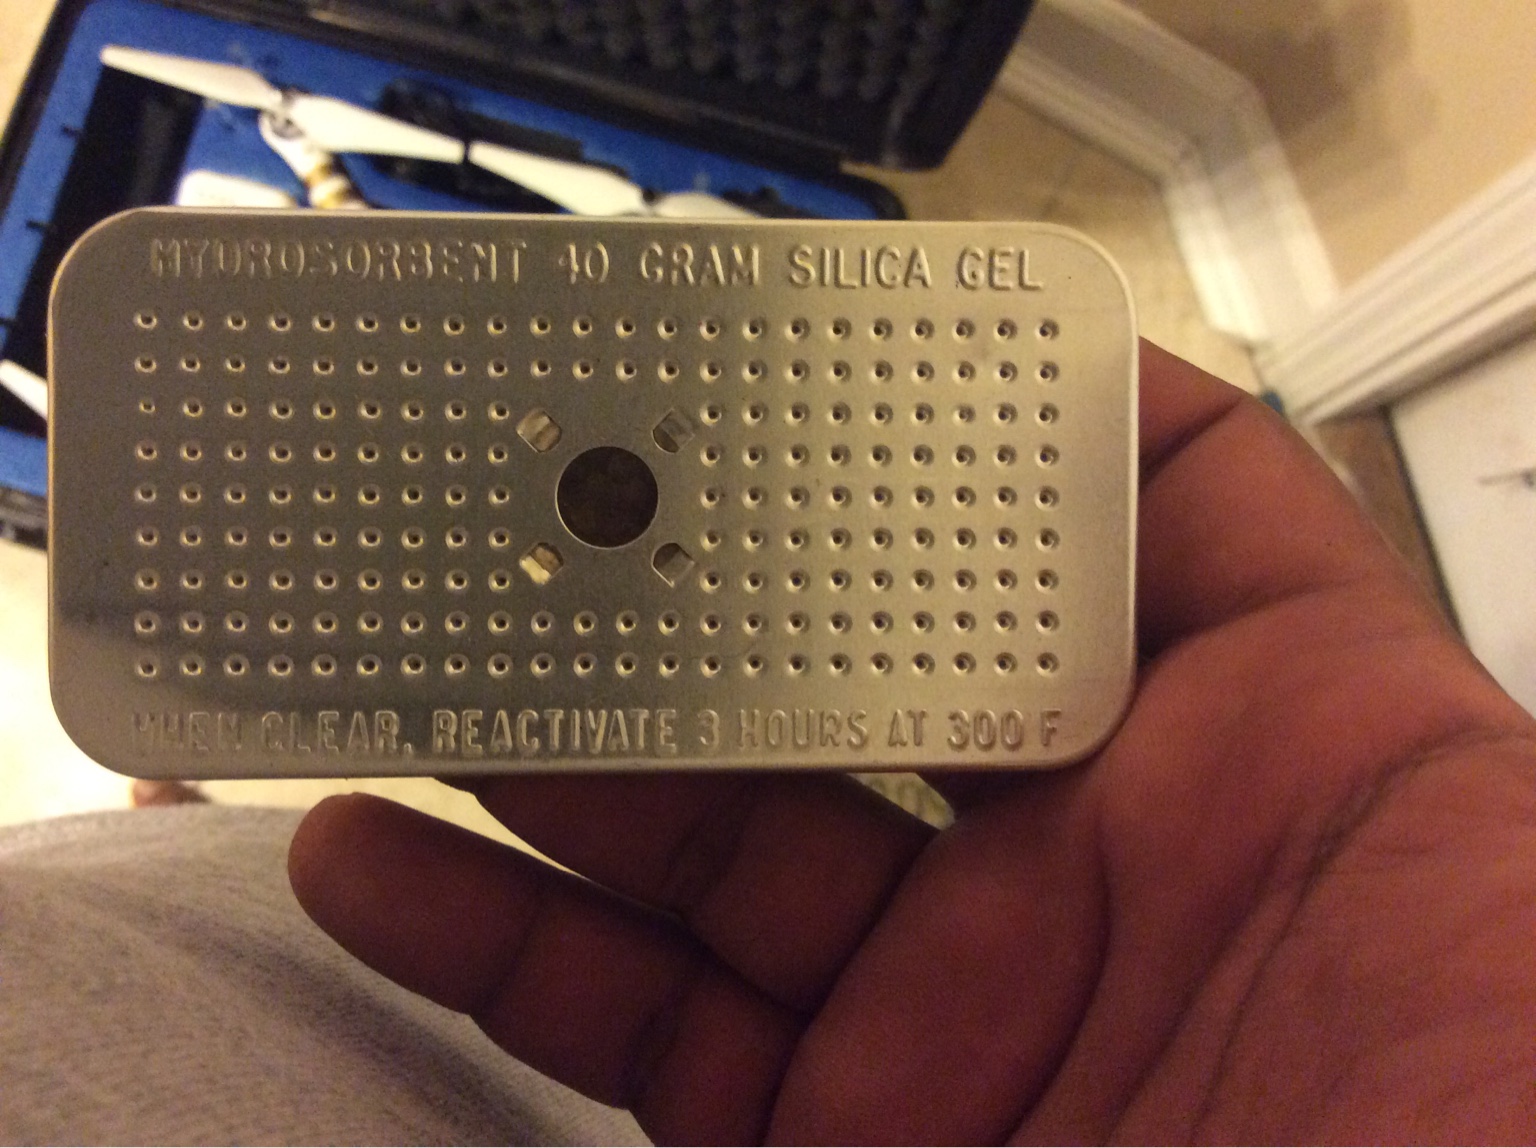 HYDROSORBENT 40 GRAM SILICA GEL
WHEN CLEAR, REACTIVATE 3 HOURS AT 300 F